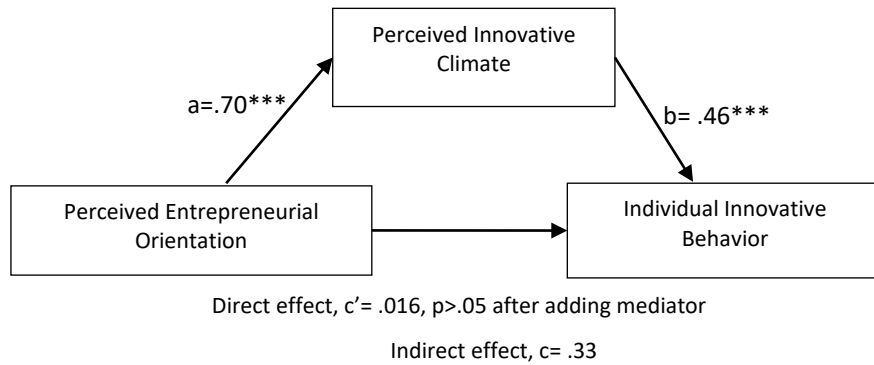 Perceived Innovative
Climate
a=.70***
b= .46***
Perceived Entrepreneurial
Orientation
Individual Innovative
Behavior
Direct effect, c’= .016, p>.05 after adding mediator
Indirect effect, c= .33